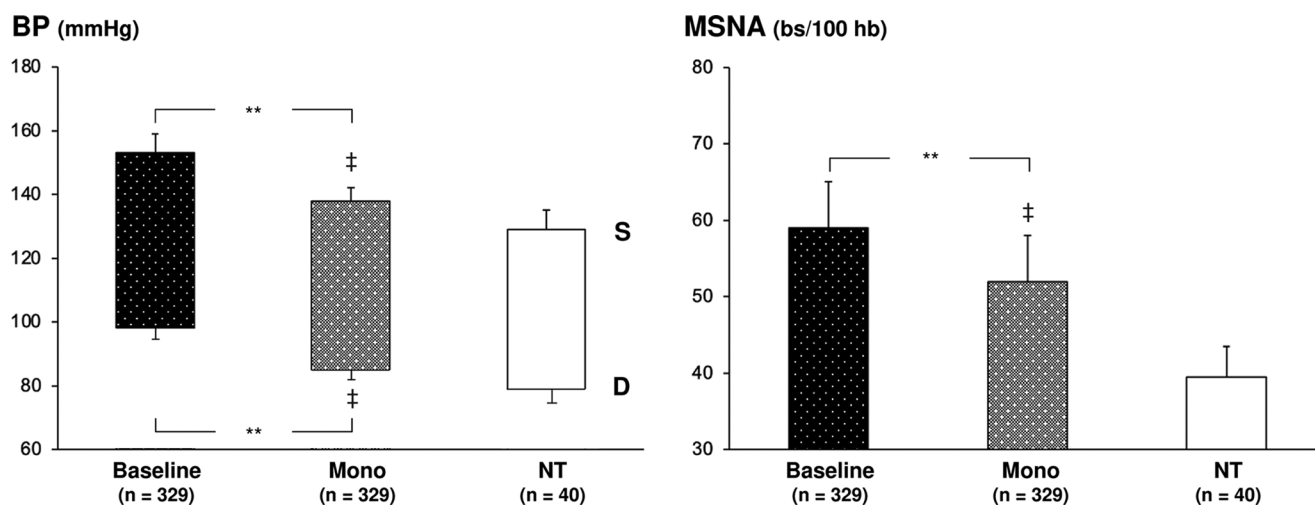 BP (mmHg)
180
160
140
120
100
80
60
**
‡
‡
**
S
D
Baseline
(n = 329)
Mono
(n = 329)
NT
(n = 40)
MSNA (bs/100 hb)
80
70
60
50
40
30
**
‡
Baseline
(n = 329)
Mono
(n = 329)
NT
(n = 40)